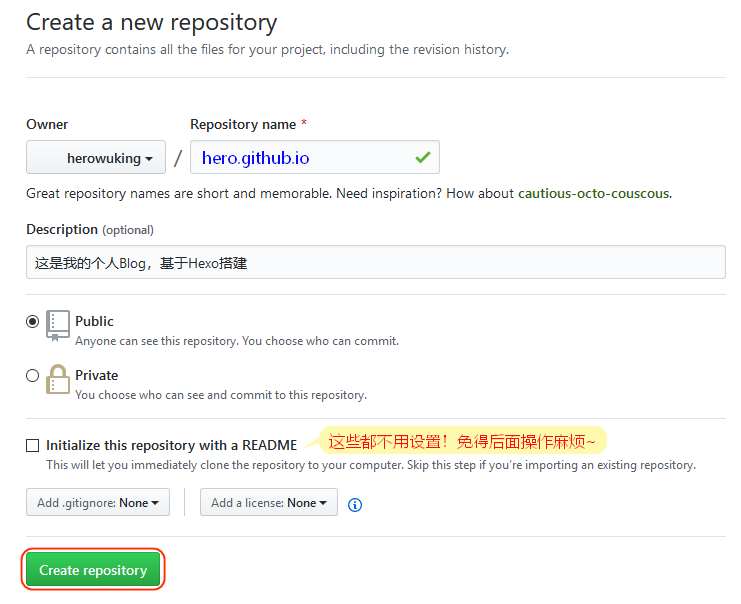 Create a new repository
A repository contains all the files for your project, including the revision history.
Owner
Repository name *
herowuking
/
hero.github.io
Great repository names are short and memorable. Need inspiration? How about cautious-octo-couscous.
Description (optional)
这是我的个人Blog，基于Hexo搭建
Public
Anyone can see this repository. You choose who can commit.
Private
You choose who can see and commit to this repository.
Initialize this repository with a README
这些都不用设置！免得后面操作麻烦~
This will let you immediately clone the repository to your computer. Skip this step if you're importing an existing repository.
Add .gitignore: None
Add a license: None
Create repository